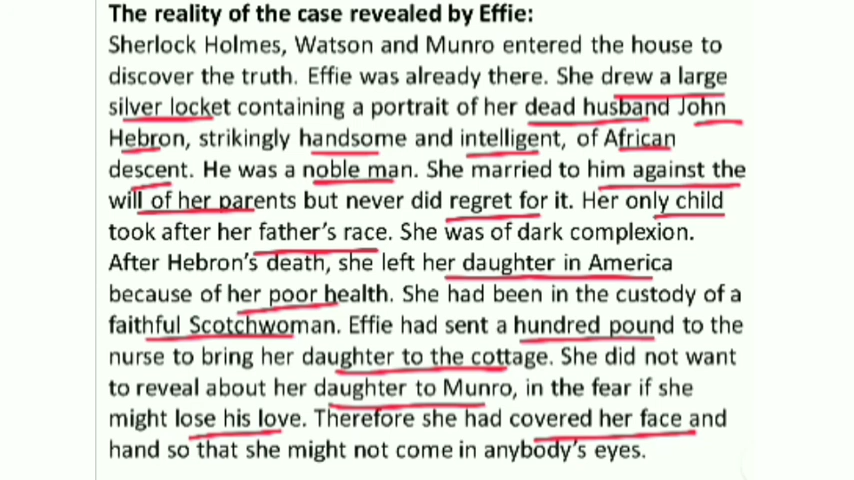 The reality of the case revealed by Effie:
Sherlock Holmes, Watson and Munro entered the house to
discover the truth. Effie was already there. She drew a large
silver locket containing a portrait of her dead husband John
Hebron, strikingly handsome and intelligent, of African
descent. He was a noble man. She married to him against the
will of her parents but never did regret for it. Her only child
took after her father's race. She was of dark complexion.
After Hebron's death, she left her daughter in America
because of her poor health. She had been in the custody of a
faithful Scotchwoman. Effie had sent a hundred pound to the
nurse to bring her daughter to the cottage. She did not want
to reveal about her daughter to Munro, in the fear if she
might lose his love. Therefore she had covered her face and
hand so that she might not come in anybody's eyes.